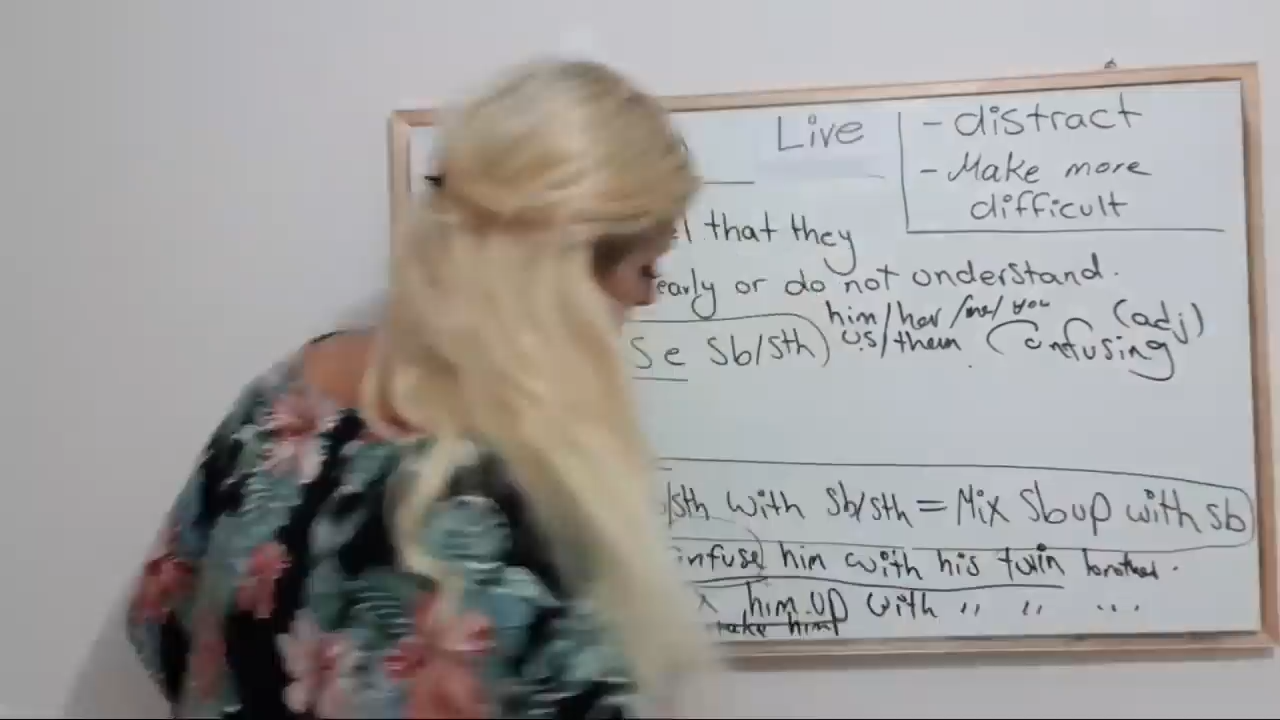 Live
- distract
- Make more
difficult
that they
or do not understand.
him/her/me/you
us/them
(adj)
se sb/sth)
Confusing
/sth with sb/sth = Mix sb up with sb
him with his twin brother.
him up with " " "
him